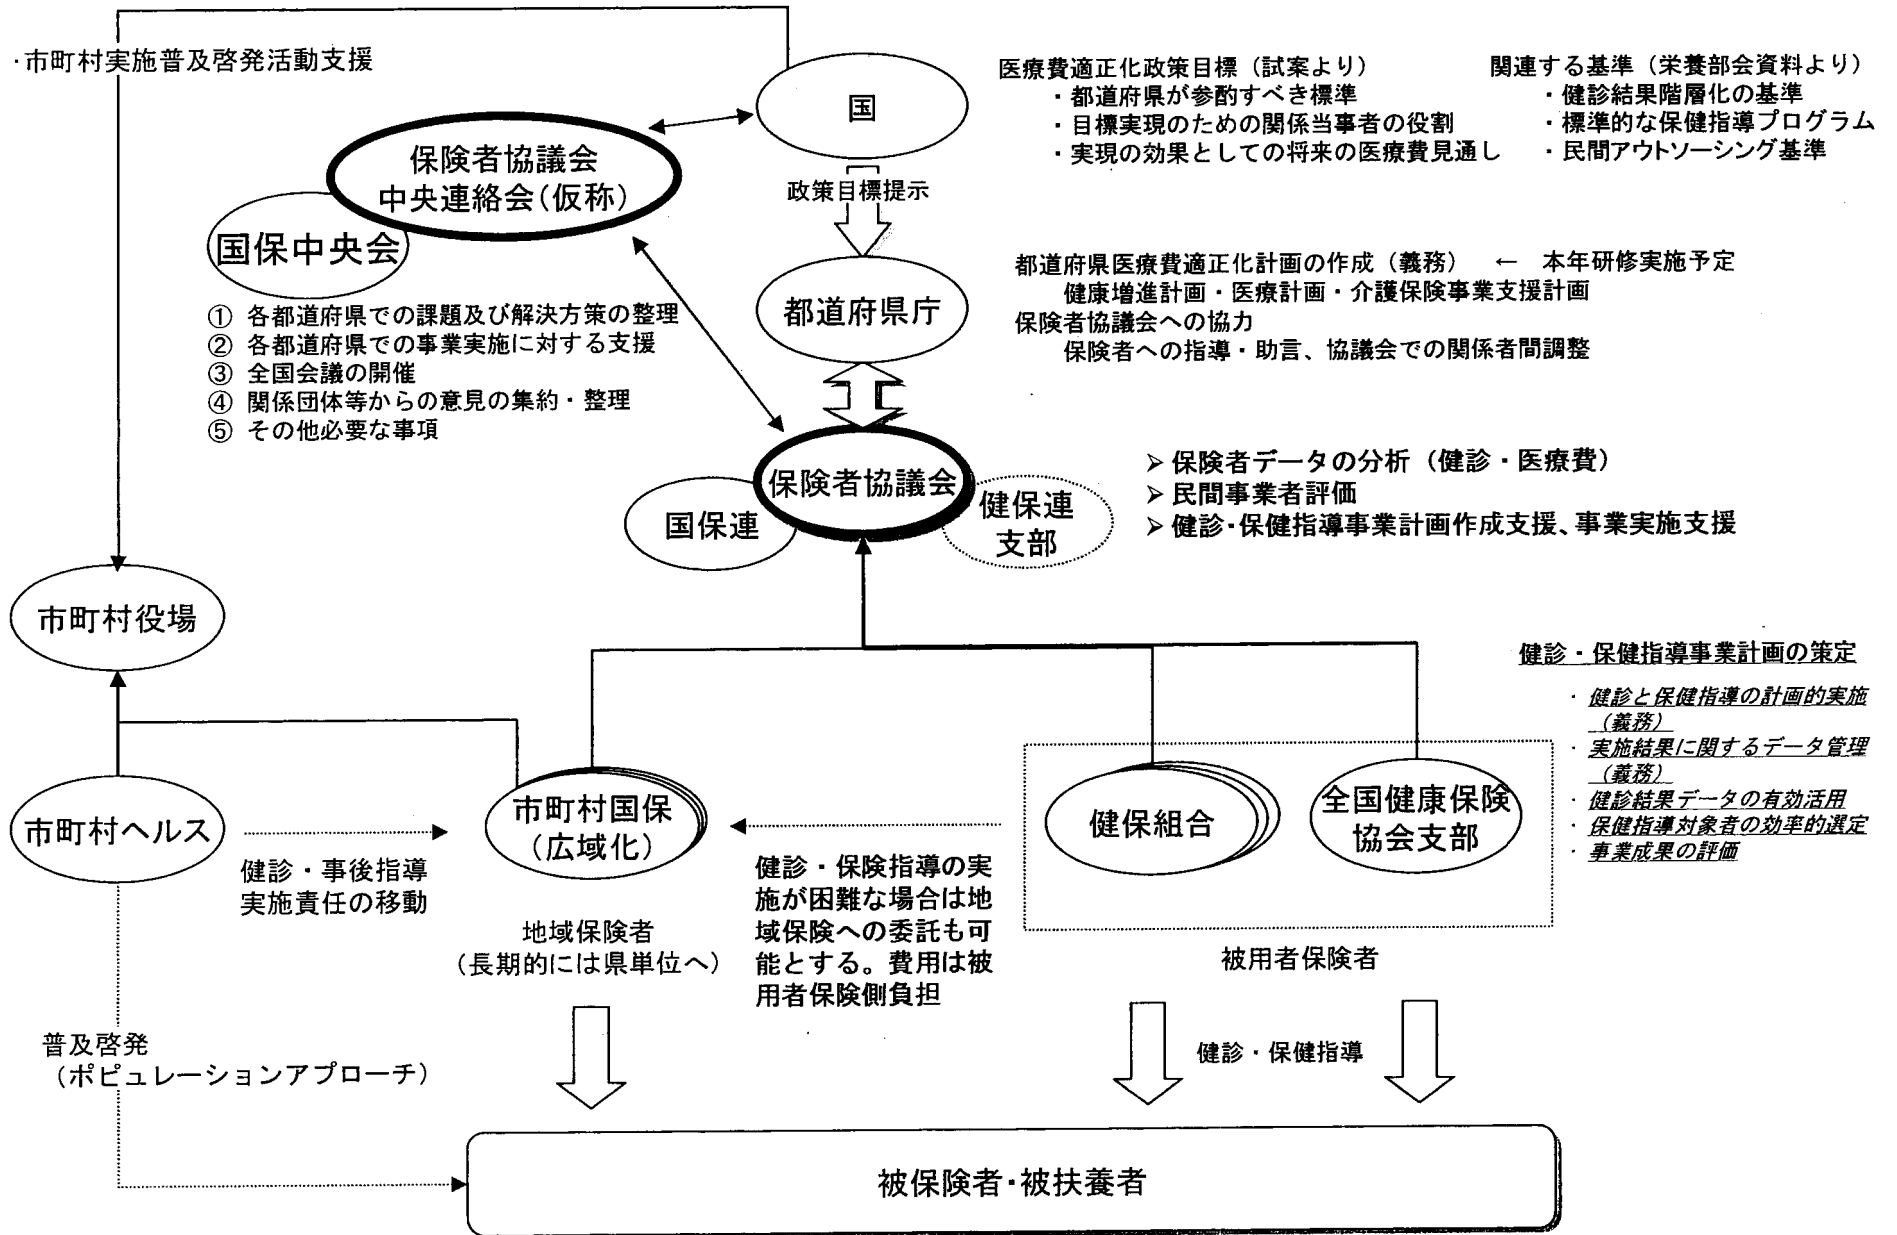 ・市町村実施普及啓発活動支援
国
医療費適正化政策目標（試案より）
・都道府県が参酌すべき標準
・目標実現のための関係当事者の役割
・実現の効果としての将来の医療費見通し
関連する基準（栄養部会資料より）
・健診結果階層化の基準
・標準的な保健指導プログラム
・民間アウトソーシング基準
保険者協議会
中央連絡会（仮称）
国保中央会
政策目標提示
① 各都道府県での課題及び解決方策の整理
② 各都道府県での事業実施に対する支援
③ 全国会議の開催
④ 関係団体等からの意見の集約・整理
⑤ その他必要な事項
都道府県庁
都道府県医療費適正化計画の作成（義務） ← 本年研修実施予定
健康増進計画・医療計画・介護保険事業支援計画
保険者協議会への協力
保険者への指導・助言、協議会での関係者間調整
保険者協議会
国保連
健保連
支部
➢ 保険者データの分析（健診・医療費）
➢ 民間事業者評価
➢ 健診・保健指導事業計画作成支援、事業実施支援
市町村役場
健診・保健指導事業計画の策定
・健診と保健指導の計画的実施
（義務）
・実施結果に関するデータ管理
（義務）
・健診結果データの有効活用
・保健指導対象者の効率的選定
・事業成果の評価
市町村ヘルス
健診・事後指導
実施責任の移動
市町村国保
（広域化）
地域保険者
（長期的には県単位へ）
健診・保険指導の実
施が困難な場合は地
域保険への委託も可
能とする。費用は被
用者保険側負担
健保組合
全国健康保険
協会支部
被用者保険者
普及啓発
（ポピュレーションアプローチ）
健診・保健指導
被保険者・被扶養者